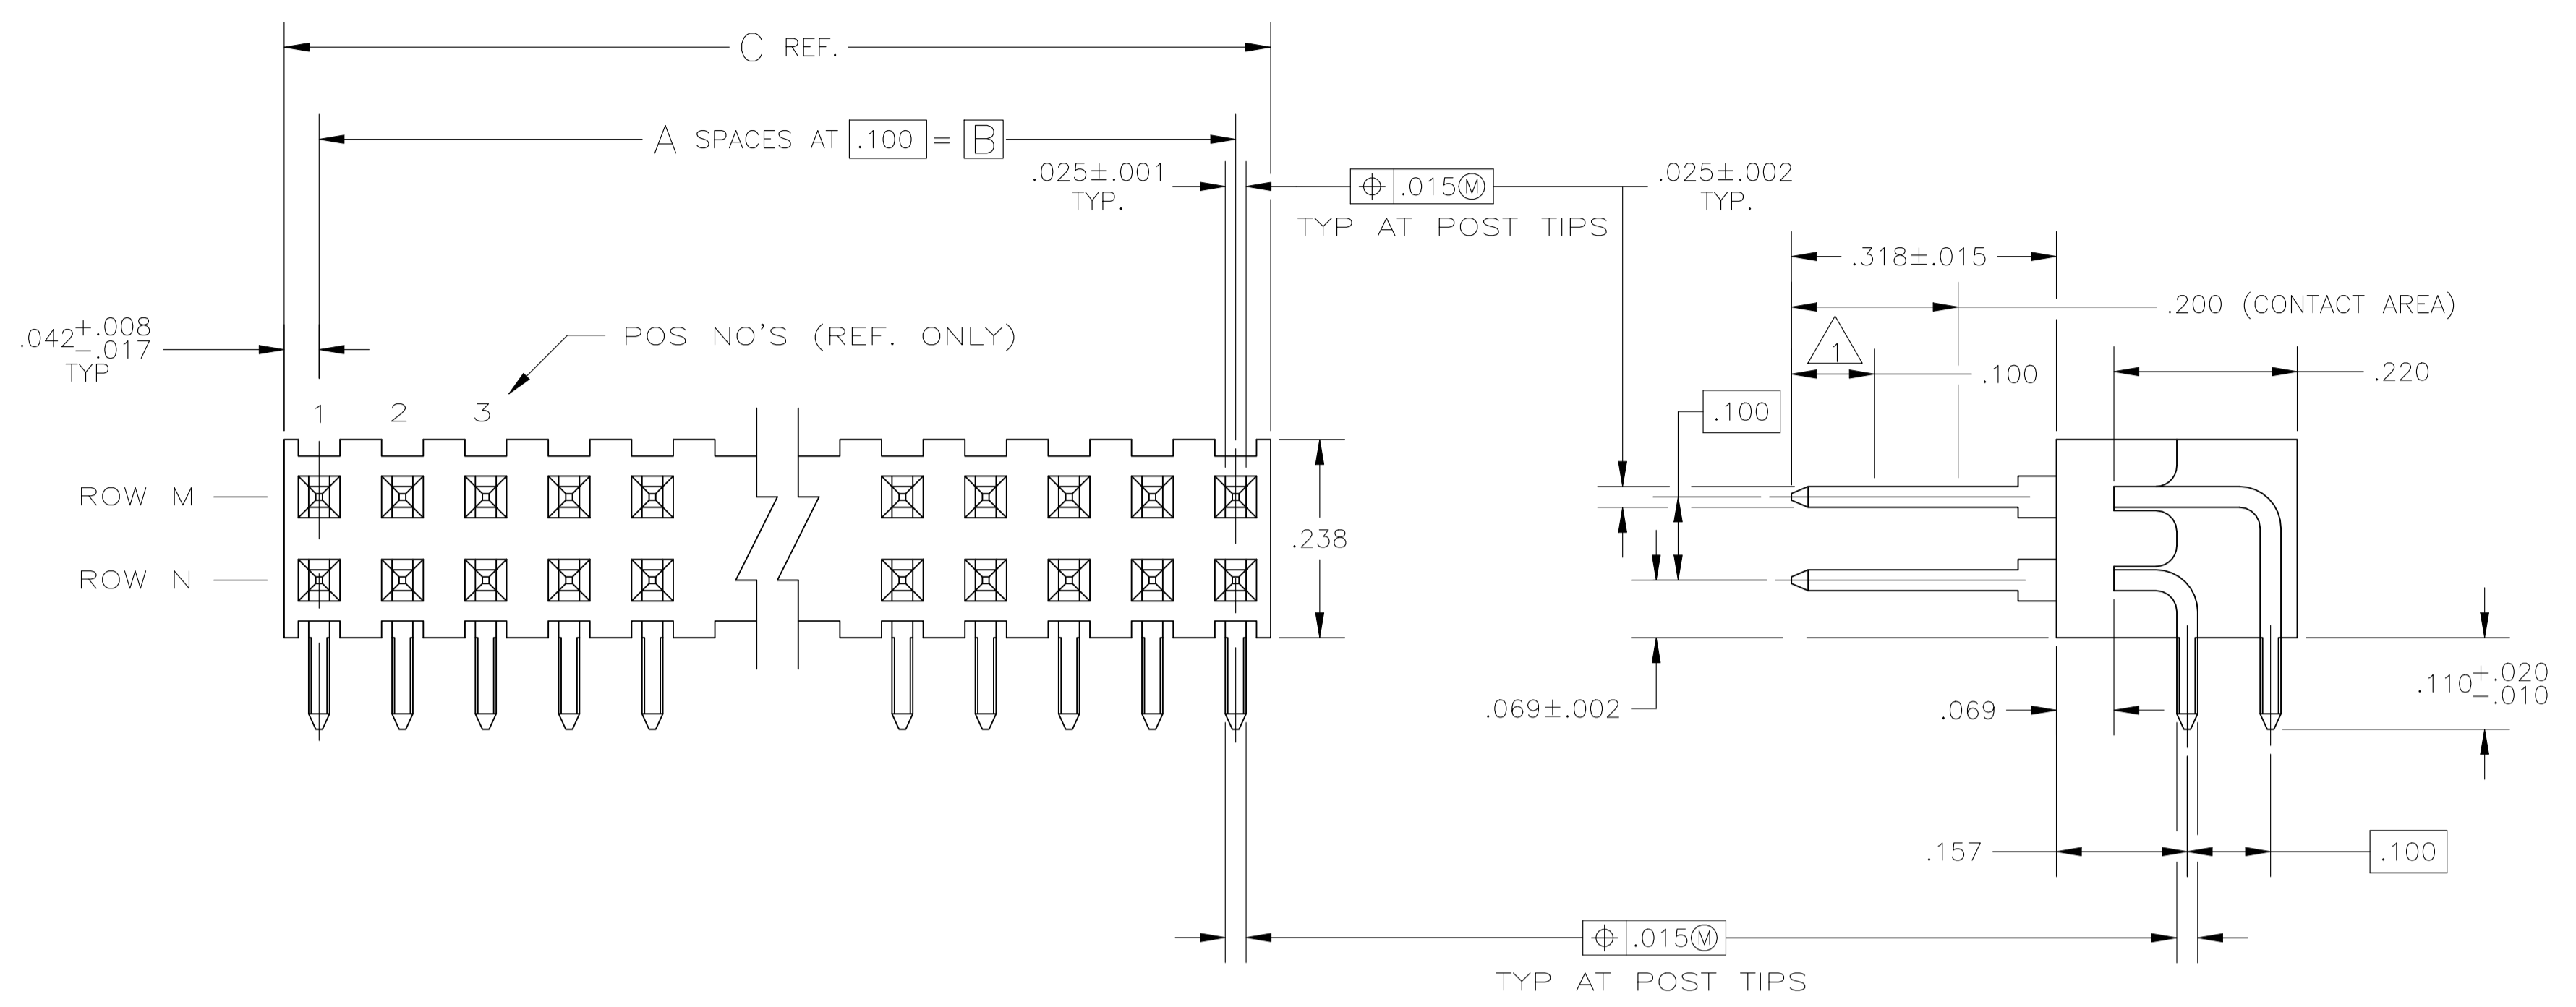 C REF.
A SPACES AT .100 = B
.025±.001
TYP.
⌖ .015Ⓜ
TYP AT POST TIPS
.025±.002
TYP.
.318±.015
.200 (CONTACT AREA)
1
.100
.220
.100
.042+.008
-.017
TYP
POS NO'S (REF. ONLY)
1 2 3
ROW M
ROW N
.238
.069±.002
.069
.110+.020
-.010
.157
.100
⌖ .015Ⓜ
TYP AT POST TIPS